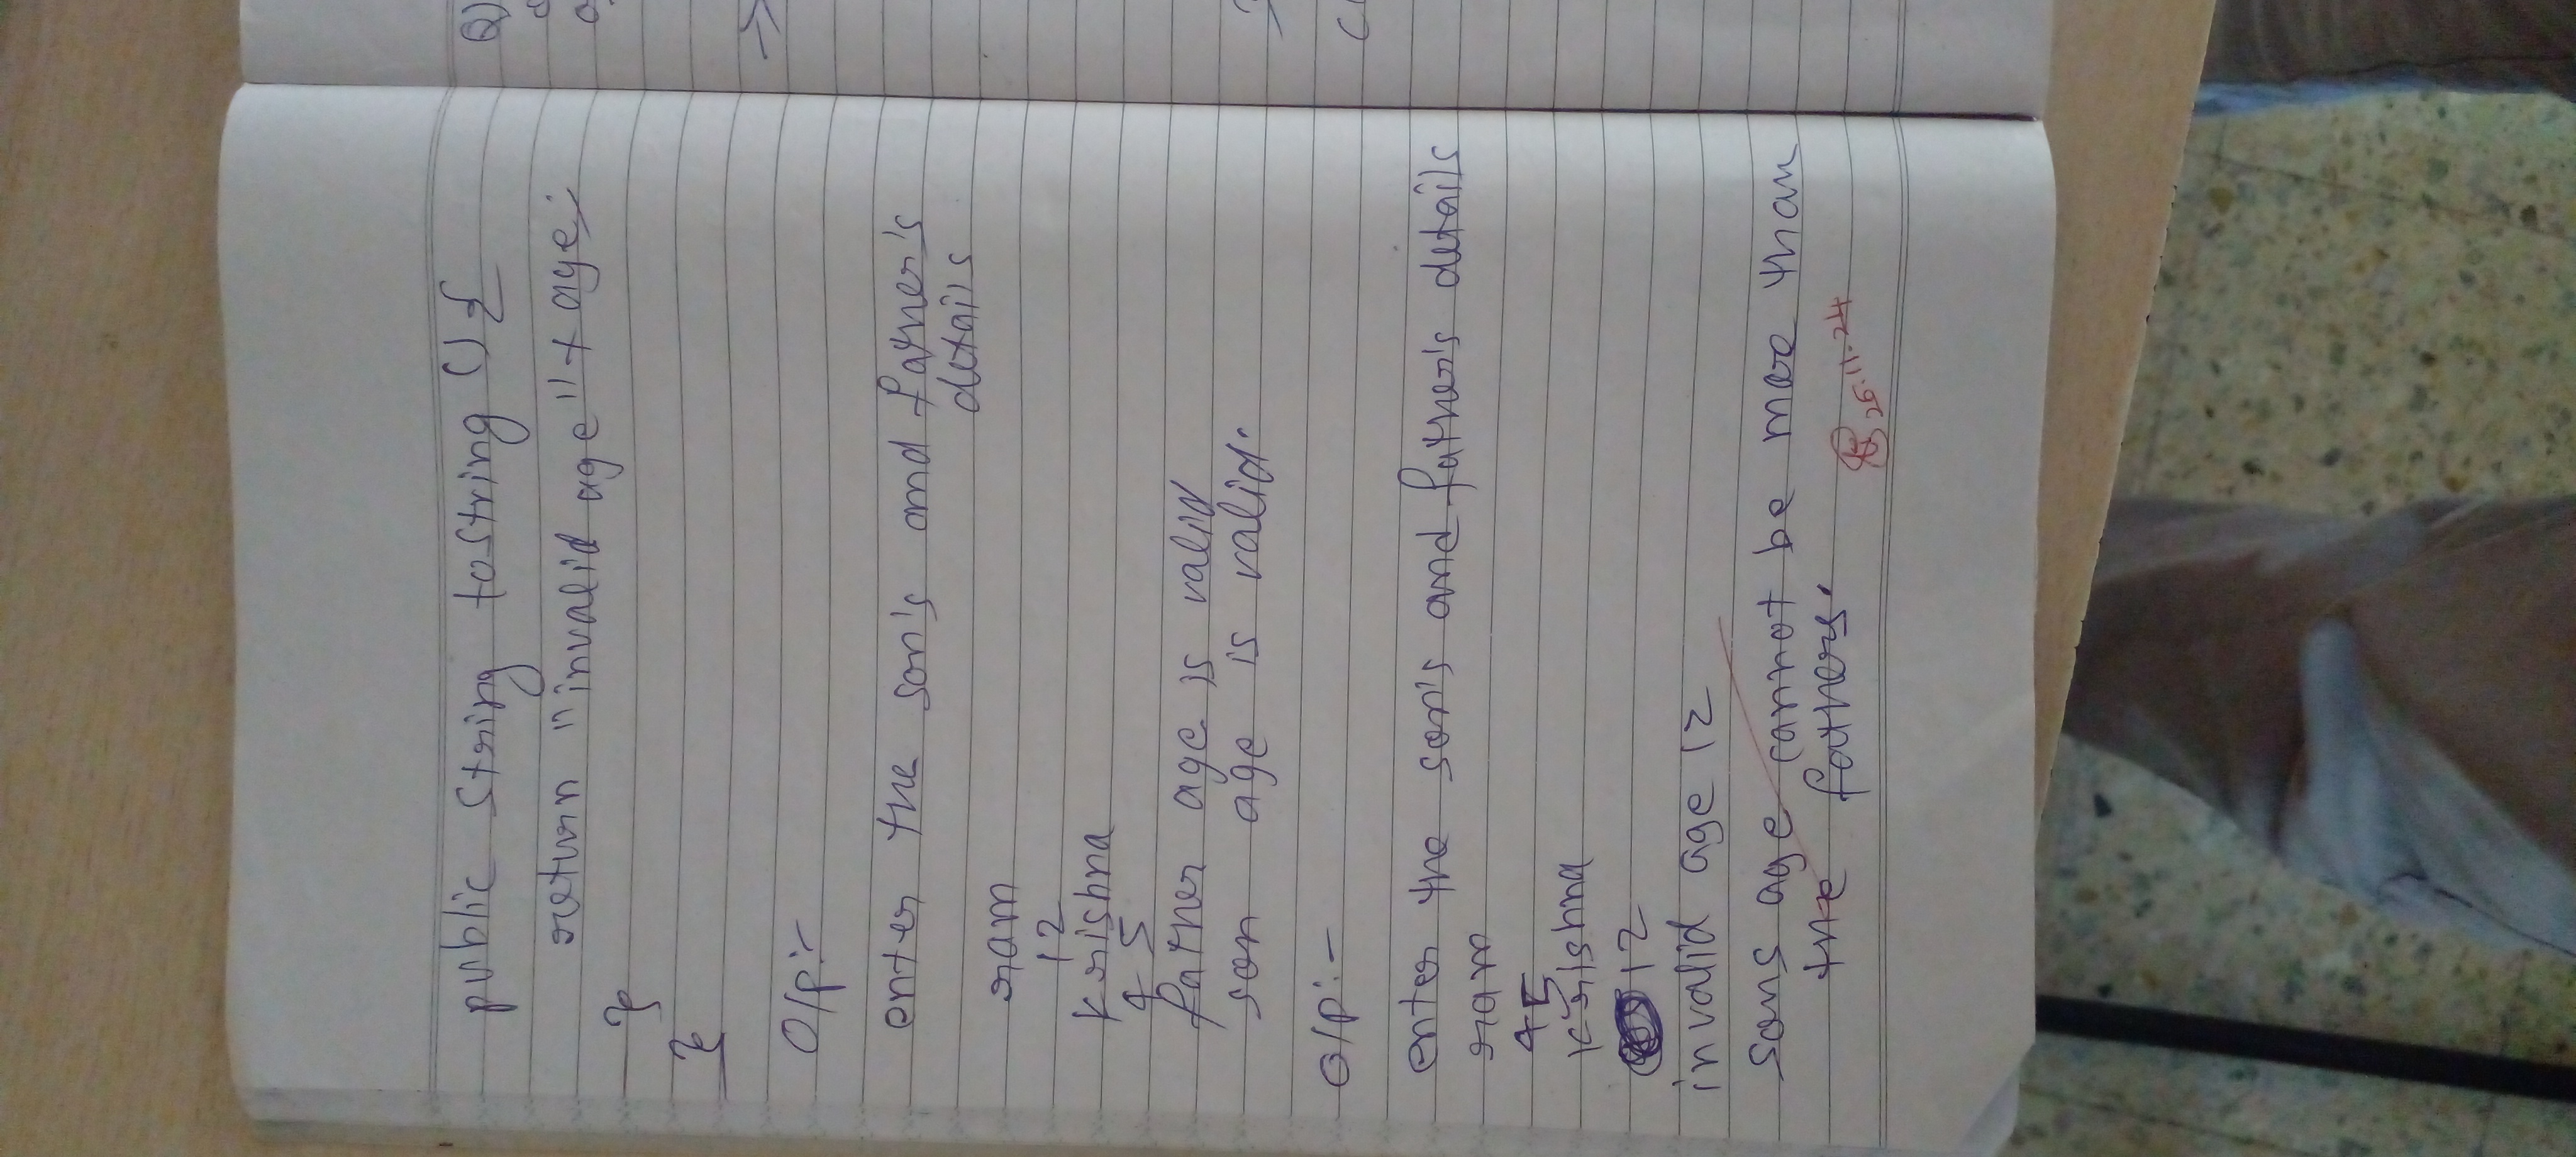 public String toString () {
return "invalid age" + age;
}
}
O/p:-
enter the son's and father's
details
ram
12
krishna
45
father age is valid
son age is valid.
O/p:-
enter the son's and father's details
ram
45
krishna
12
invalid age 12
sons age cannot be more than
the fathers.
25.11.24
Q)